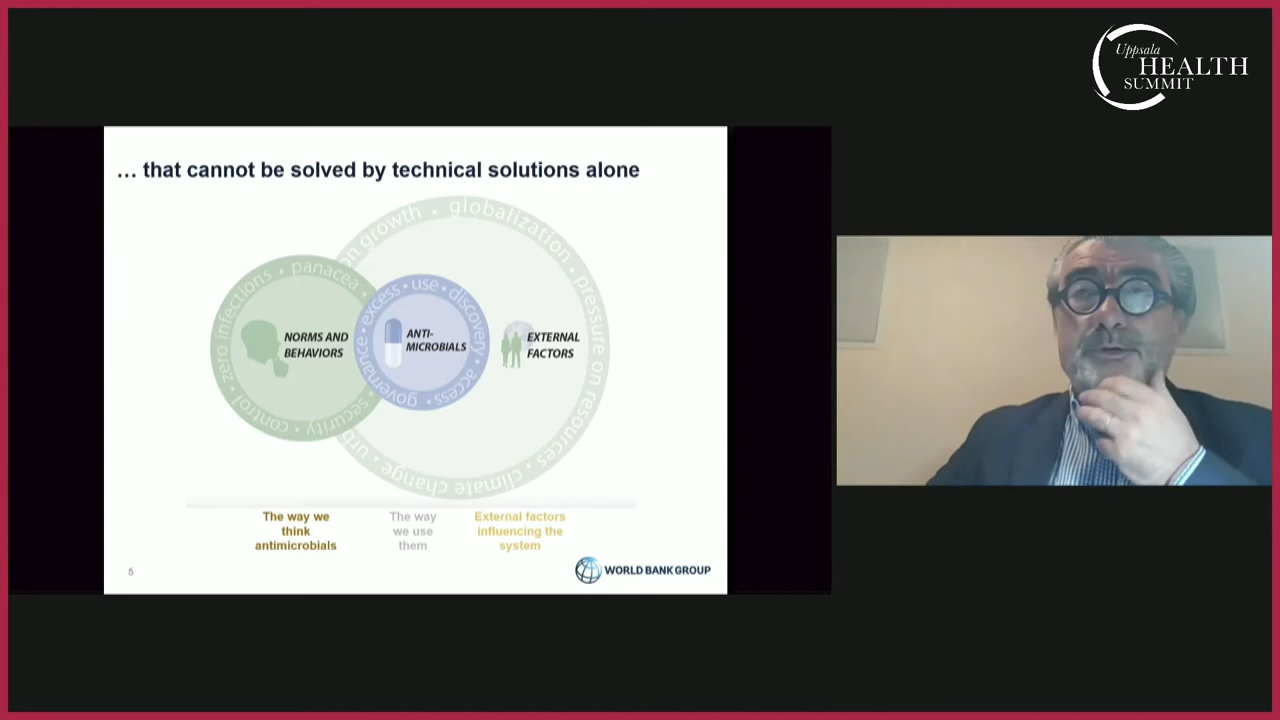 Uppsala
HEALTH
SUMMIT
… that cannot be solved by technical solutions alone
on growth • globalization • pressure on resources • climate change • urb
zero infections • panacea •
security • control •
excess • use • discovery • access • governance •
NORMS AND
BEHAVIORS
ANTI-
MICROBIALS
EXTERNAL
FACTORS
The way we
think
antimicrobials
The way
we use
them
External factors
influencing the
system
5
WORLD BANK GROUP